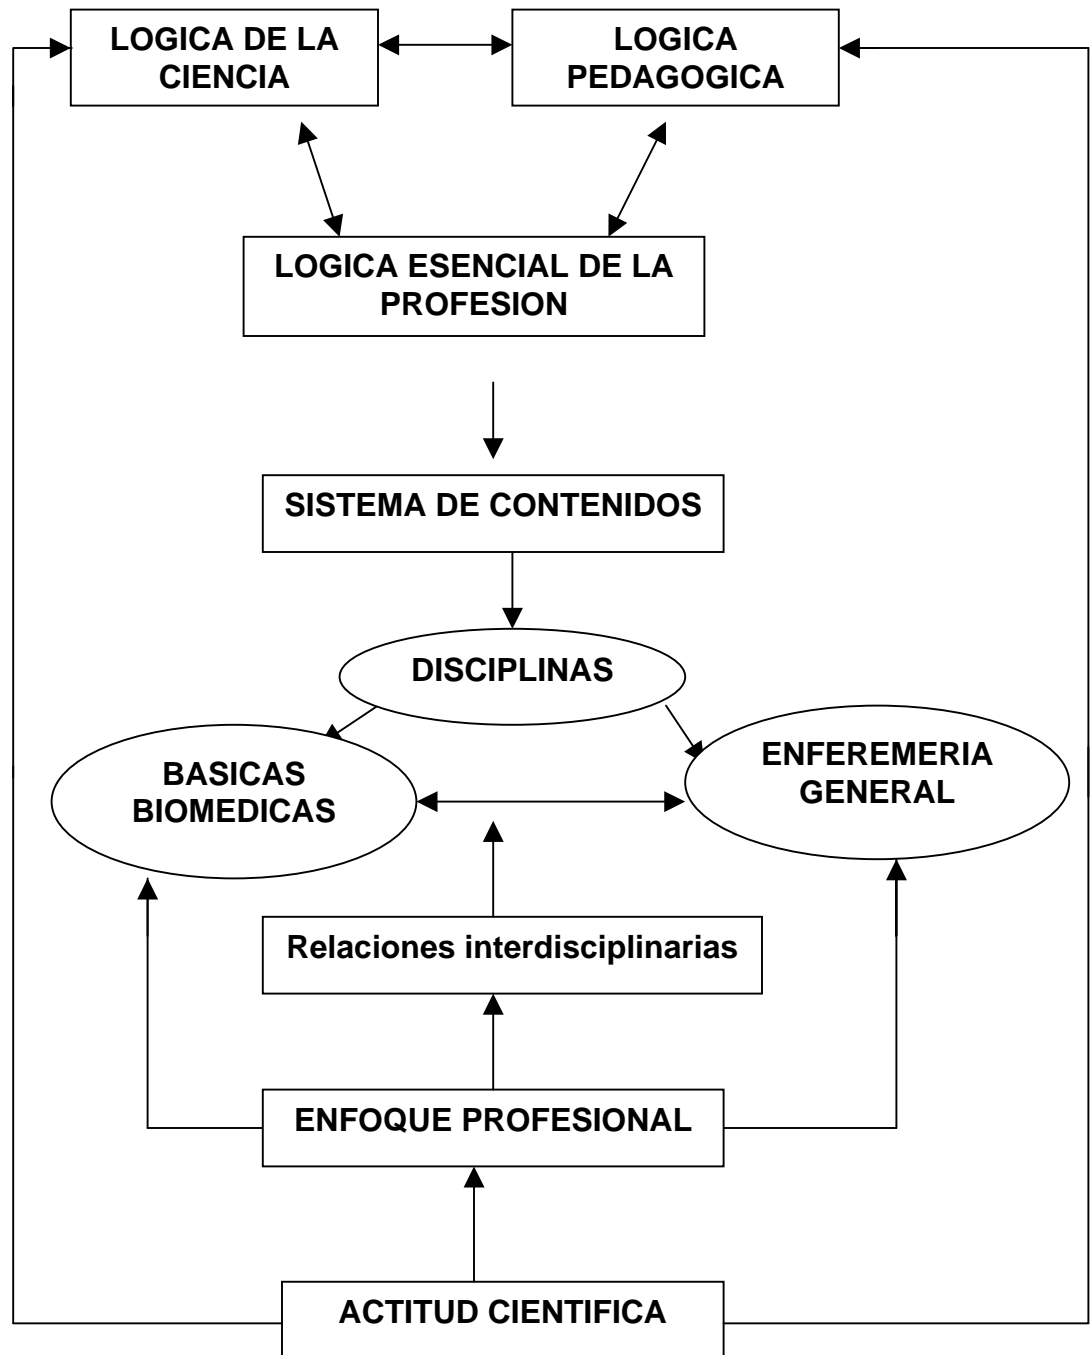 LOGICA DE LA
CIENCIA
LOGICA
PEDAGOGICA
LOGICA ESENCIAL DE LA
PROFESION
SISTEMA DE CONTENIDOS
DISCIPLINAS
BASICAS
BIOMEDICAS
ENFEREMERIA
GENERAL
Relaciones interdisciplinarias
ENFOQUE PROFESIONAL
ACTITUD CIENTIFICA